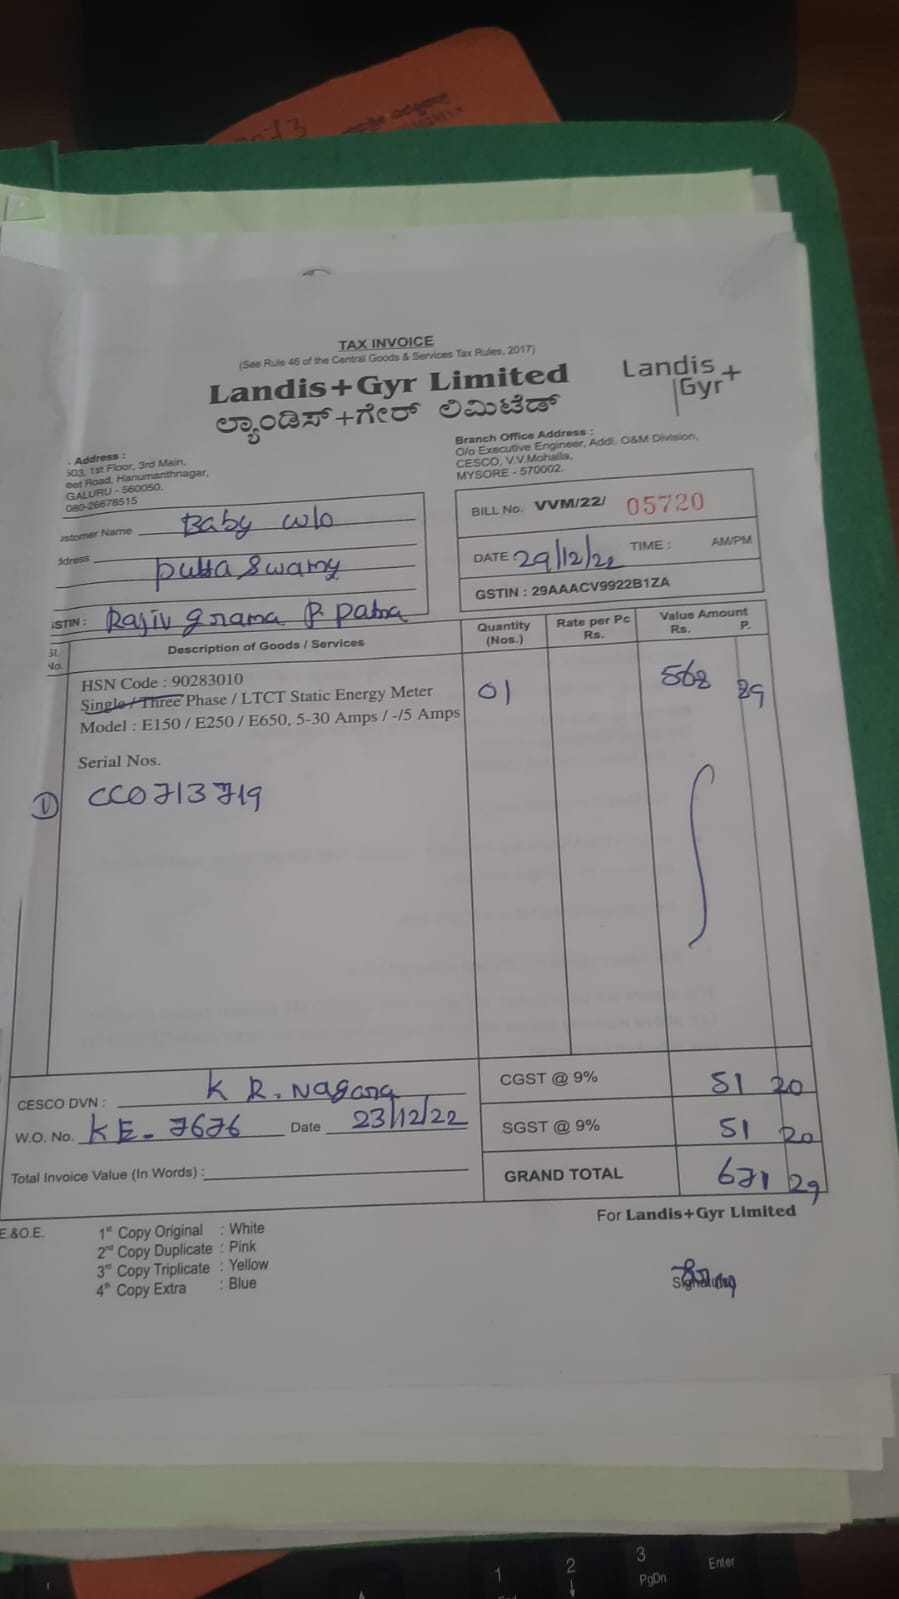 TAX INVOICE
(See Rule 46 of the Central Goods & Services Tax Rules, 2017)
Landis+Gyr Limited
ಲ್ಯಾಂಡಿಸ್+ಗೇರ್ ಲಿಮಿಟೆಡ್
Landis+
Gyr
Address :
503, 1st Floor, 3rd Main,
eet Road, Hanumanthnagar,
GALURU - 560050.
080-26678515
Branch Office Address :
O/o Executive Engineer, Addl. O&M Division,
CESCO, V.V.Mohalla,
MYSORE - 570002.
ustomer Name Baby w/o
ddress Putta Swamy
STIN : Rajiv grama P Patna
BILL No. VVM/22/ 05720
DATE : 29/12/22 TIME : AM/PM
GSTIN : 29AAACV9922B1ZA
Sl. No. Description of Goods / Services Quantity (Nos.) Rate per Pc Rs. Value Amount Rs. P.
HSN Code : 90283010
Single / Three Phase / LTCT Static Energy Meter 01 568 89
Model : E150 / E250 / E650, 5-30 Amps / -/5 Amps
Serial Nos.
1) CC0713719
CESCO DVN : K R. Nagara
W.O. No. KE-7676 Date 23/12/22
Total Invoice Value (In Words) :
CGST @ 9% 51 20
SGST @ 9% 51 20
GRAND TOTAL 671 29
E.&O.E.
1st Copy Original : White
2nd Copy Duplicate : Pink
3rd Copy Triplicate : Yellow
4th Copy Extra : Blue
For Landis+Gyr Limited
Signature
1
2
3
PgDn
Enter